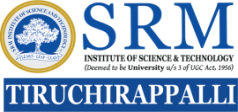 SRM
INSTITUTE OF SCIENCE & TECHNOLOGY
(Deemed to be University u/s 3 of UGC Act, 1956)
TIRUCHIRAPPALLI